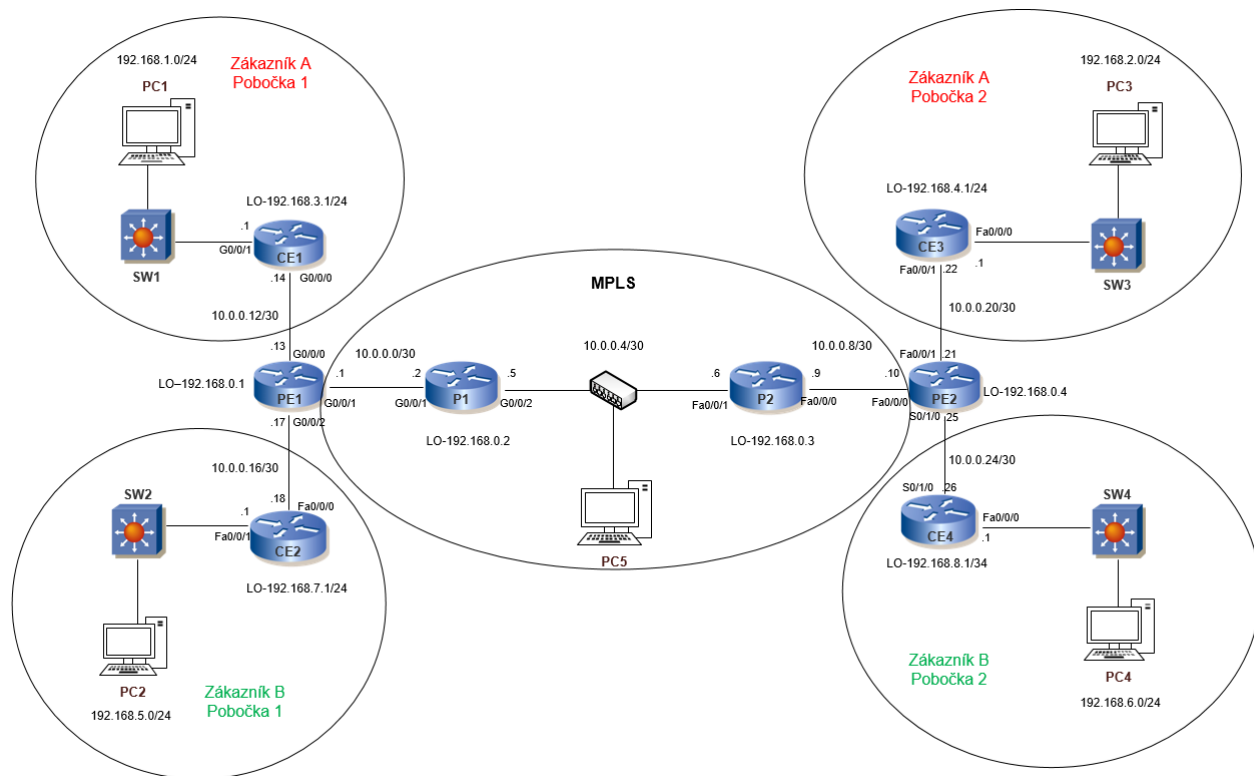 192.168.1.0/24
PC1
Zákazník A
Pobočka 1
LO-192.168.3.1/24
.1
G0/0/1
CE1
SW1
.14
G0/0/0
10.0.0.12/30
Zákazník A
Pobočka 2
192.168.2.0/24
PC3
LO-192.168.4.1/24
Fa0/0/0
CE3
.1
Fa0/0/1
.22
SW3
10.0.0.20/30
MPLS
.13
G0/0/0
10.0.0.0/30
10.0.0.4/30
10.0.0.8/30
Fa0/0/1
.21
LO–192.168.0.1
PE1
.1
G0/0/1
.2
G0/0/1
P1
.5
G0/0/2
.6
Fa0/0/1
P2
.9
Fa0/0/0
.10
Fa0/0/0
PE2
LO-192.168.0.4
.17
G0/0/2
S0/1/0
.25
LO-192.168.0.2
LO-192.168.0.3
10.0.0.16/30
10.0.0.24/30
SW2
.18
Fa0/0/0
.1
Fa0/0/1
CE2
LO-192.168.7.1/24
PC2
192.168.5.0/24
Zákazník B
Pobočka 1
PC5
S0/1/0
.26
Fa0/0/0
.1
CE4
LO-192.168.8.1/34
SW4
Zákazník B
Pobočka 2
PC4
192.168.6.0/24